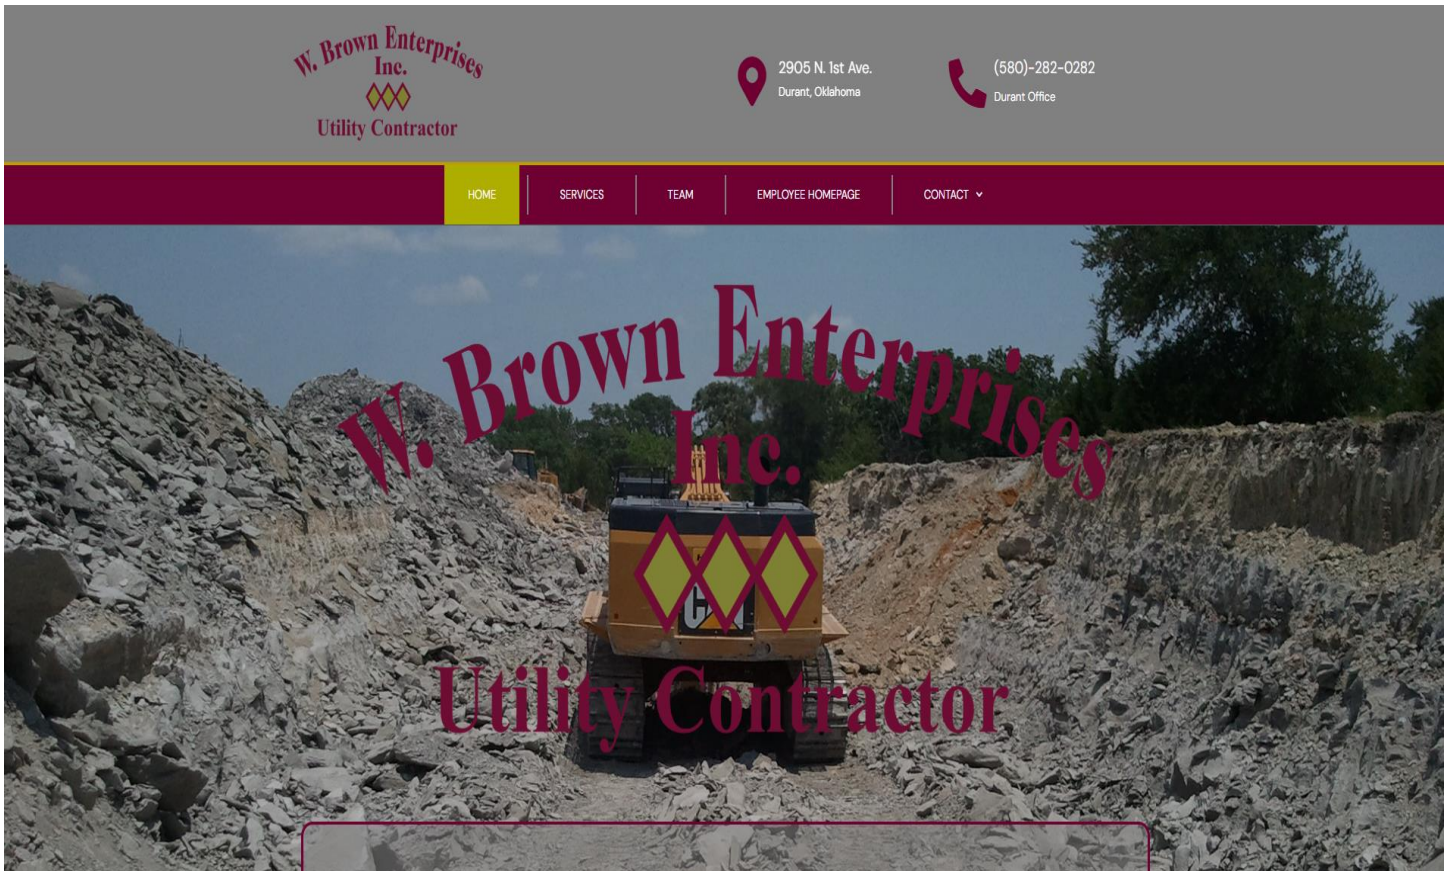 W. Brown Enterprises
Inc.
Utility Contractor
2905 N. 1st Ave.
Durant, Oklahoma
(580)-282-0282
Durant Office
HOME
SERVICES
TEAM
EMPLOYEE HOMEPAGE
CONTACT
W. Brown Enterprises
Inc.
CAT
Utility Contractor